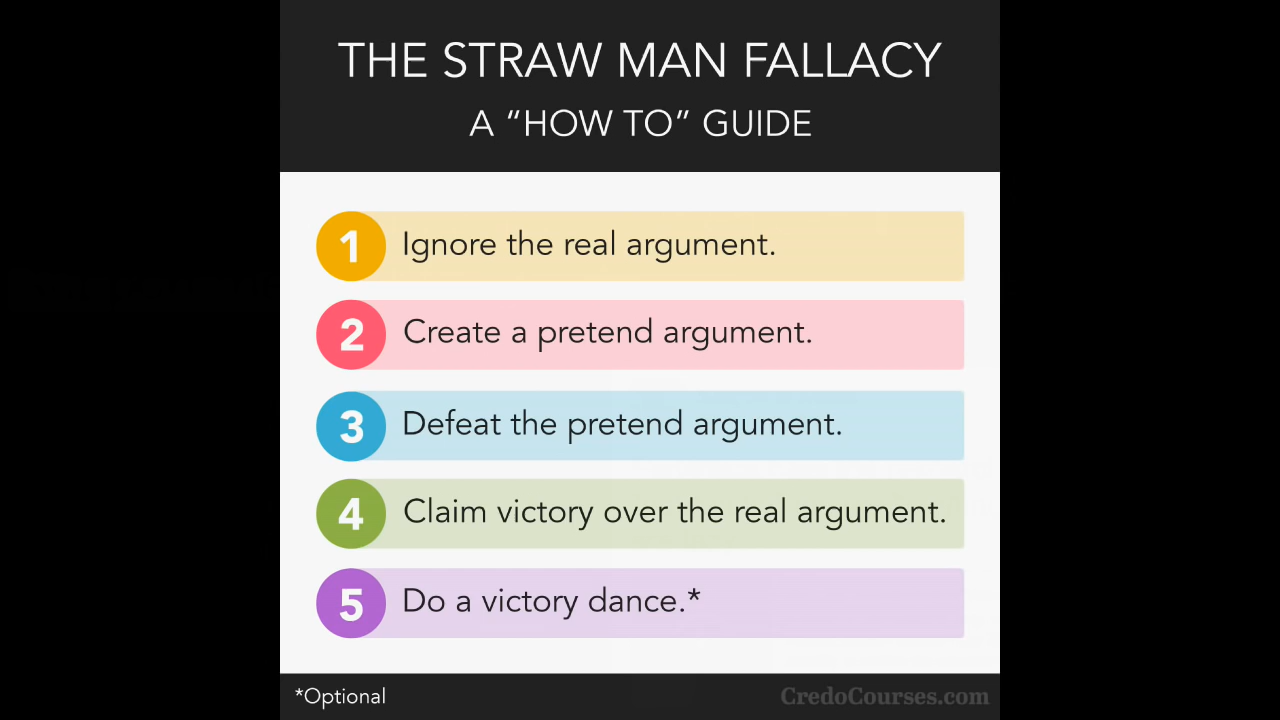 THE STRAW MAN FALLACY
A “HOW TO” GUIDE
1 Ignore the real argument.
2 Create a pretend argument.
3 Defeat the pretend argument.
4 Claim victory over the real argument.
5 Do a victory dance.*
*Optional
CredoCourses.com